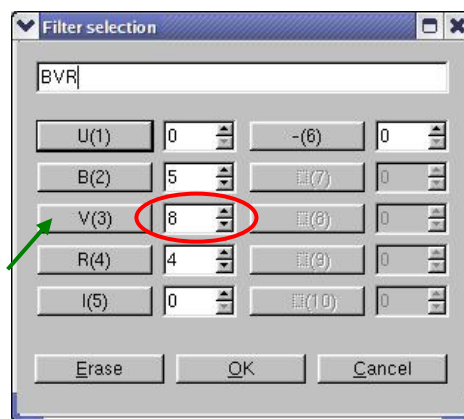 Filter selection
BVR
U(1) 0 -(6) 0
B(2) 5 (7) 0
V(3) 8 (8) 0
R(4) 4 (9) 0
I(5) 0 (10) 0
Erase OK Cancel